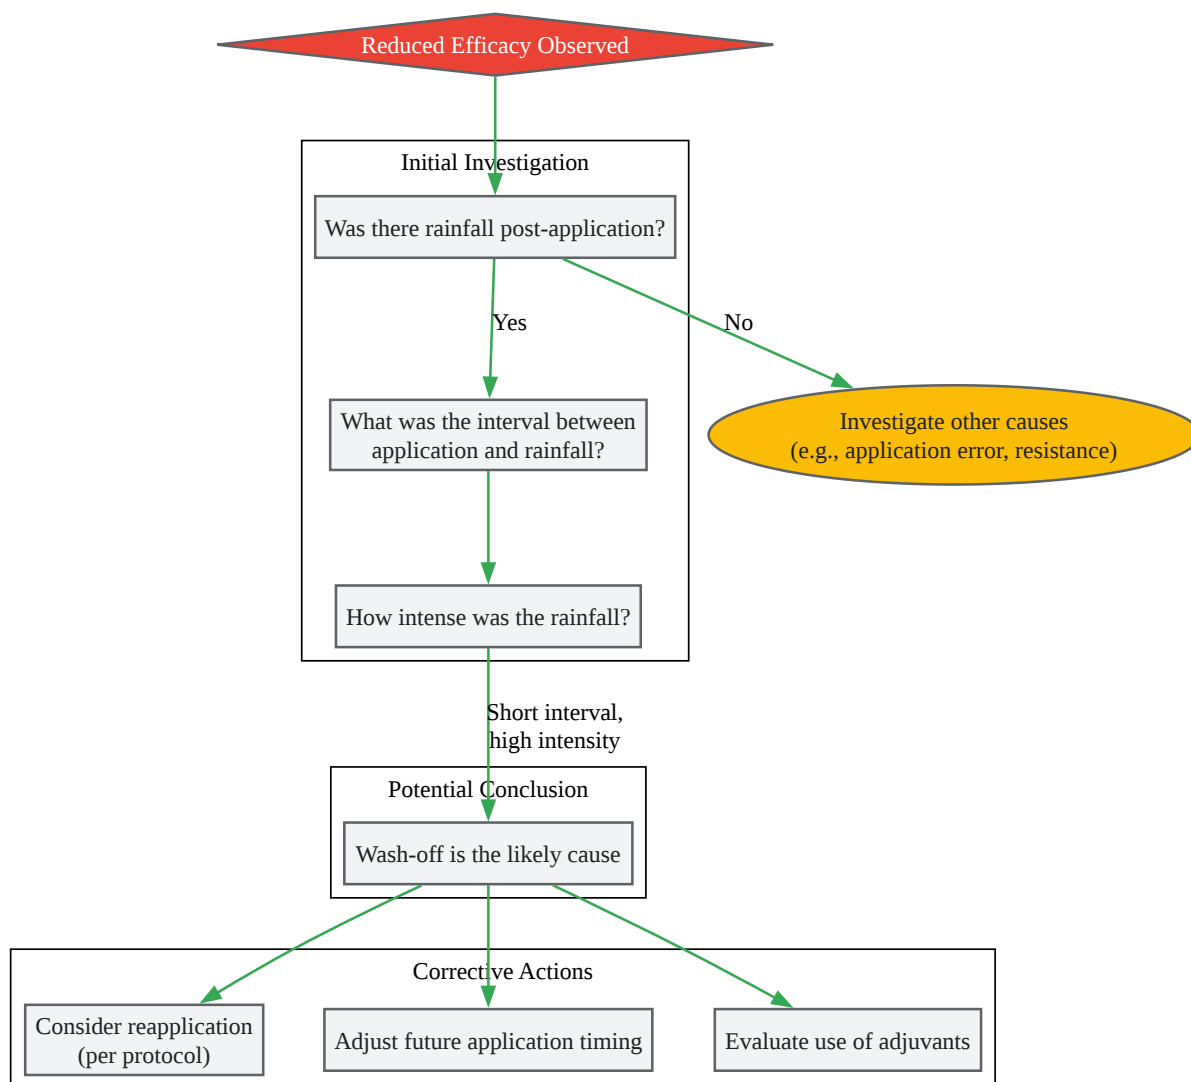 Reduced Efficacy Observed
Initial Investigation
Was there rainfall post-application?
Yes
No
What was the interval between
application and rainfall?
Investigate other causes
(e.g., application error, resistance)
How intense was the rainfall?
Short interval,
high intensity
Potential Conclusion
Wash-off is the likely cause
Corrective Actions
Consider reapplication
(per protocol)
Adjust future application timing
Evaluate use of adjuvants